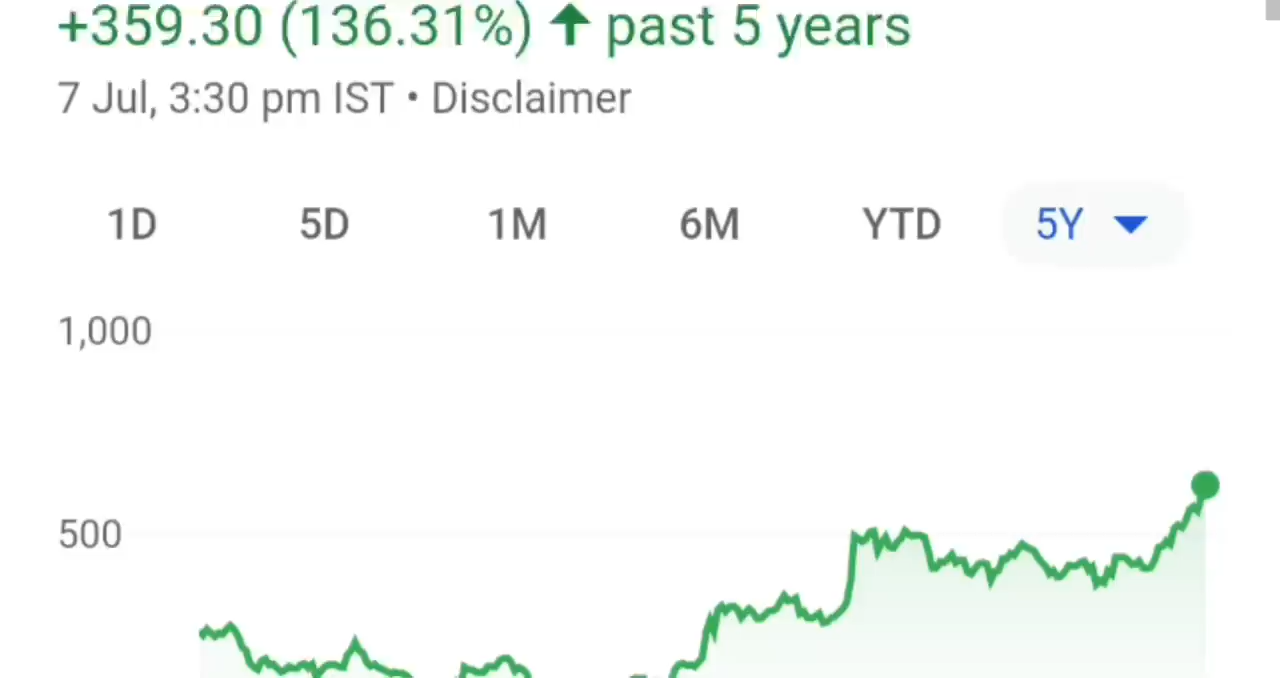 +359.30 (136.31%) ↑ past 5 years
7 Jul, 3:30 pm IST • Disclaimer
1D 5D 1M 6M YTD 5Y
1,000
500